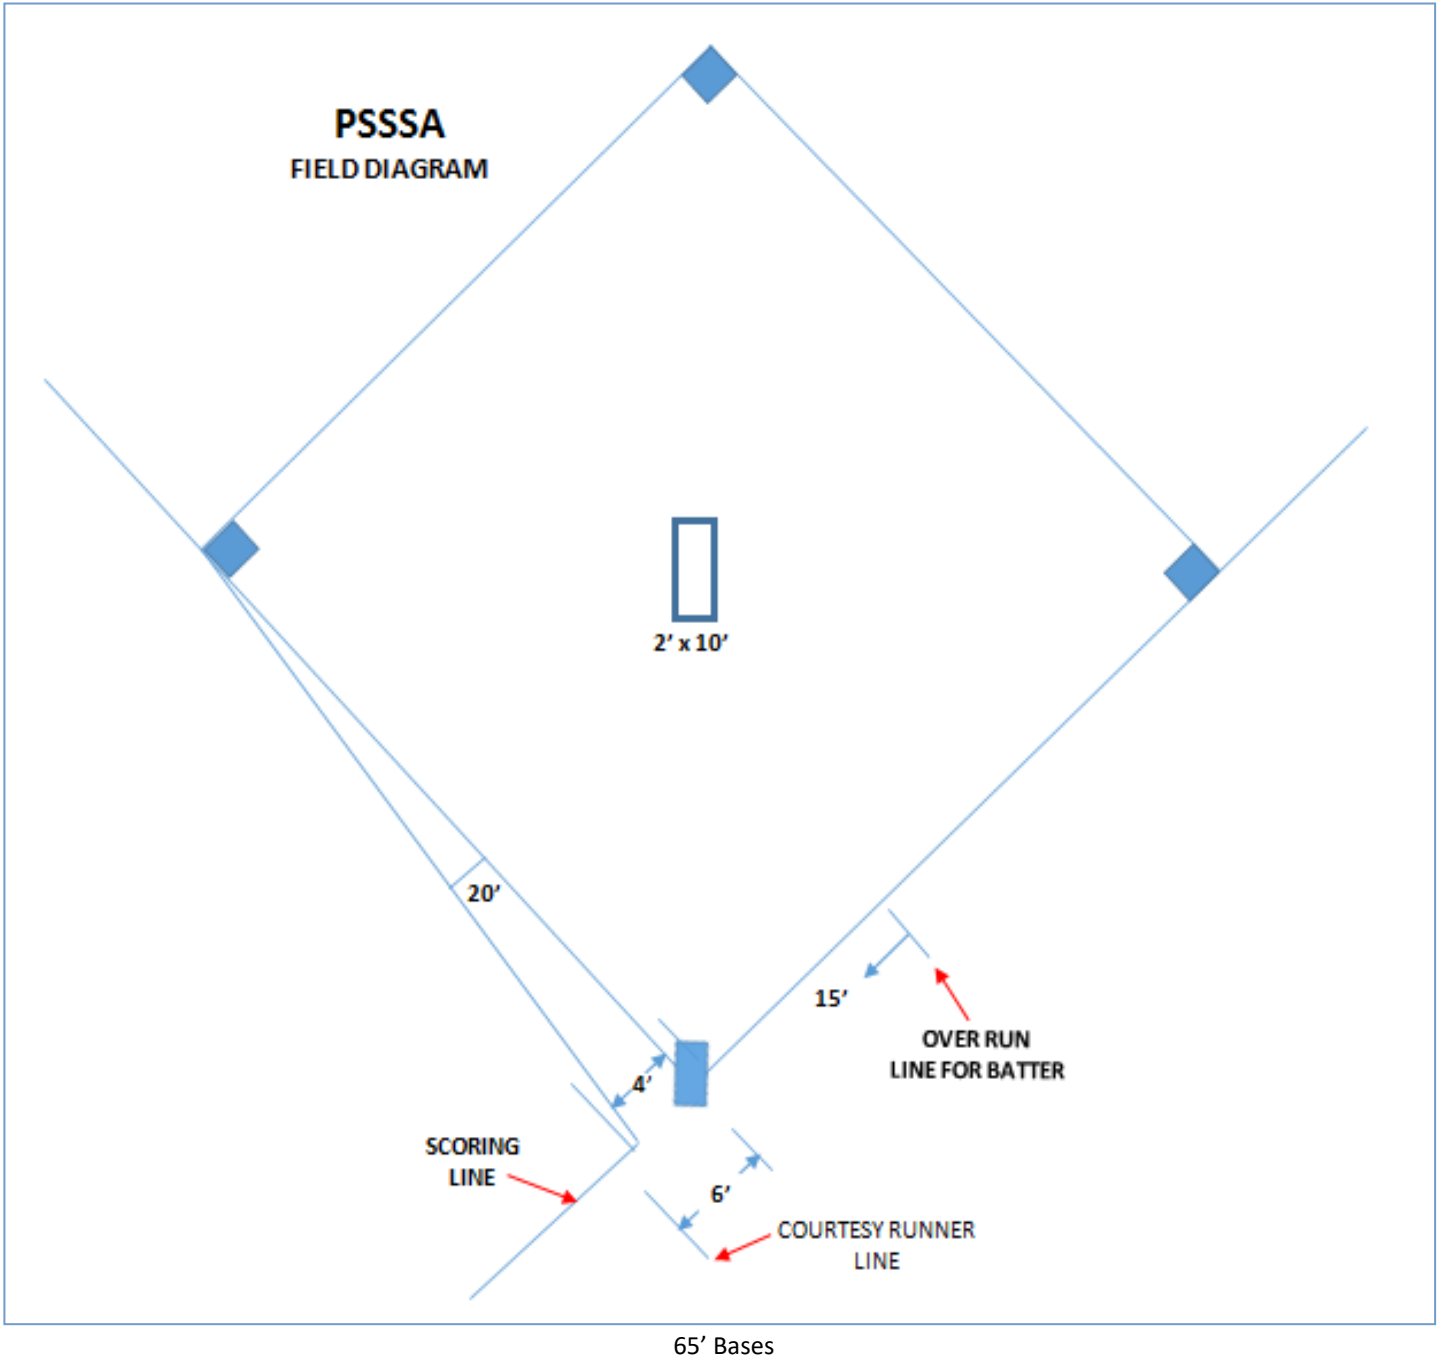 PSSSA
FIELD DIAGRAM
2’ x 10’
20’
15’
OVER RUN
LINE FOR BATTER
4’
SCORING
LINE
6’
COURTESY RUNNER
LINE
65’ Bases